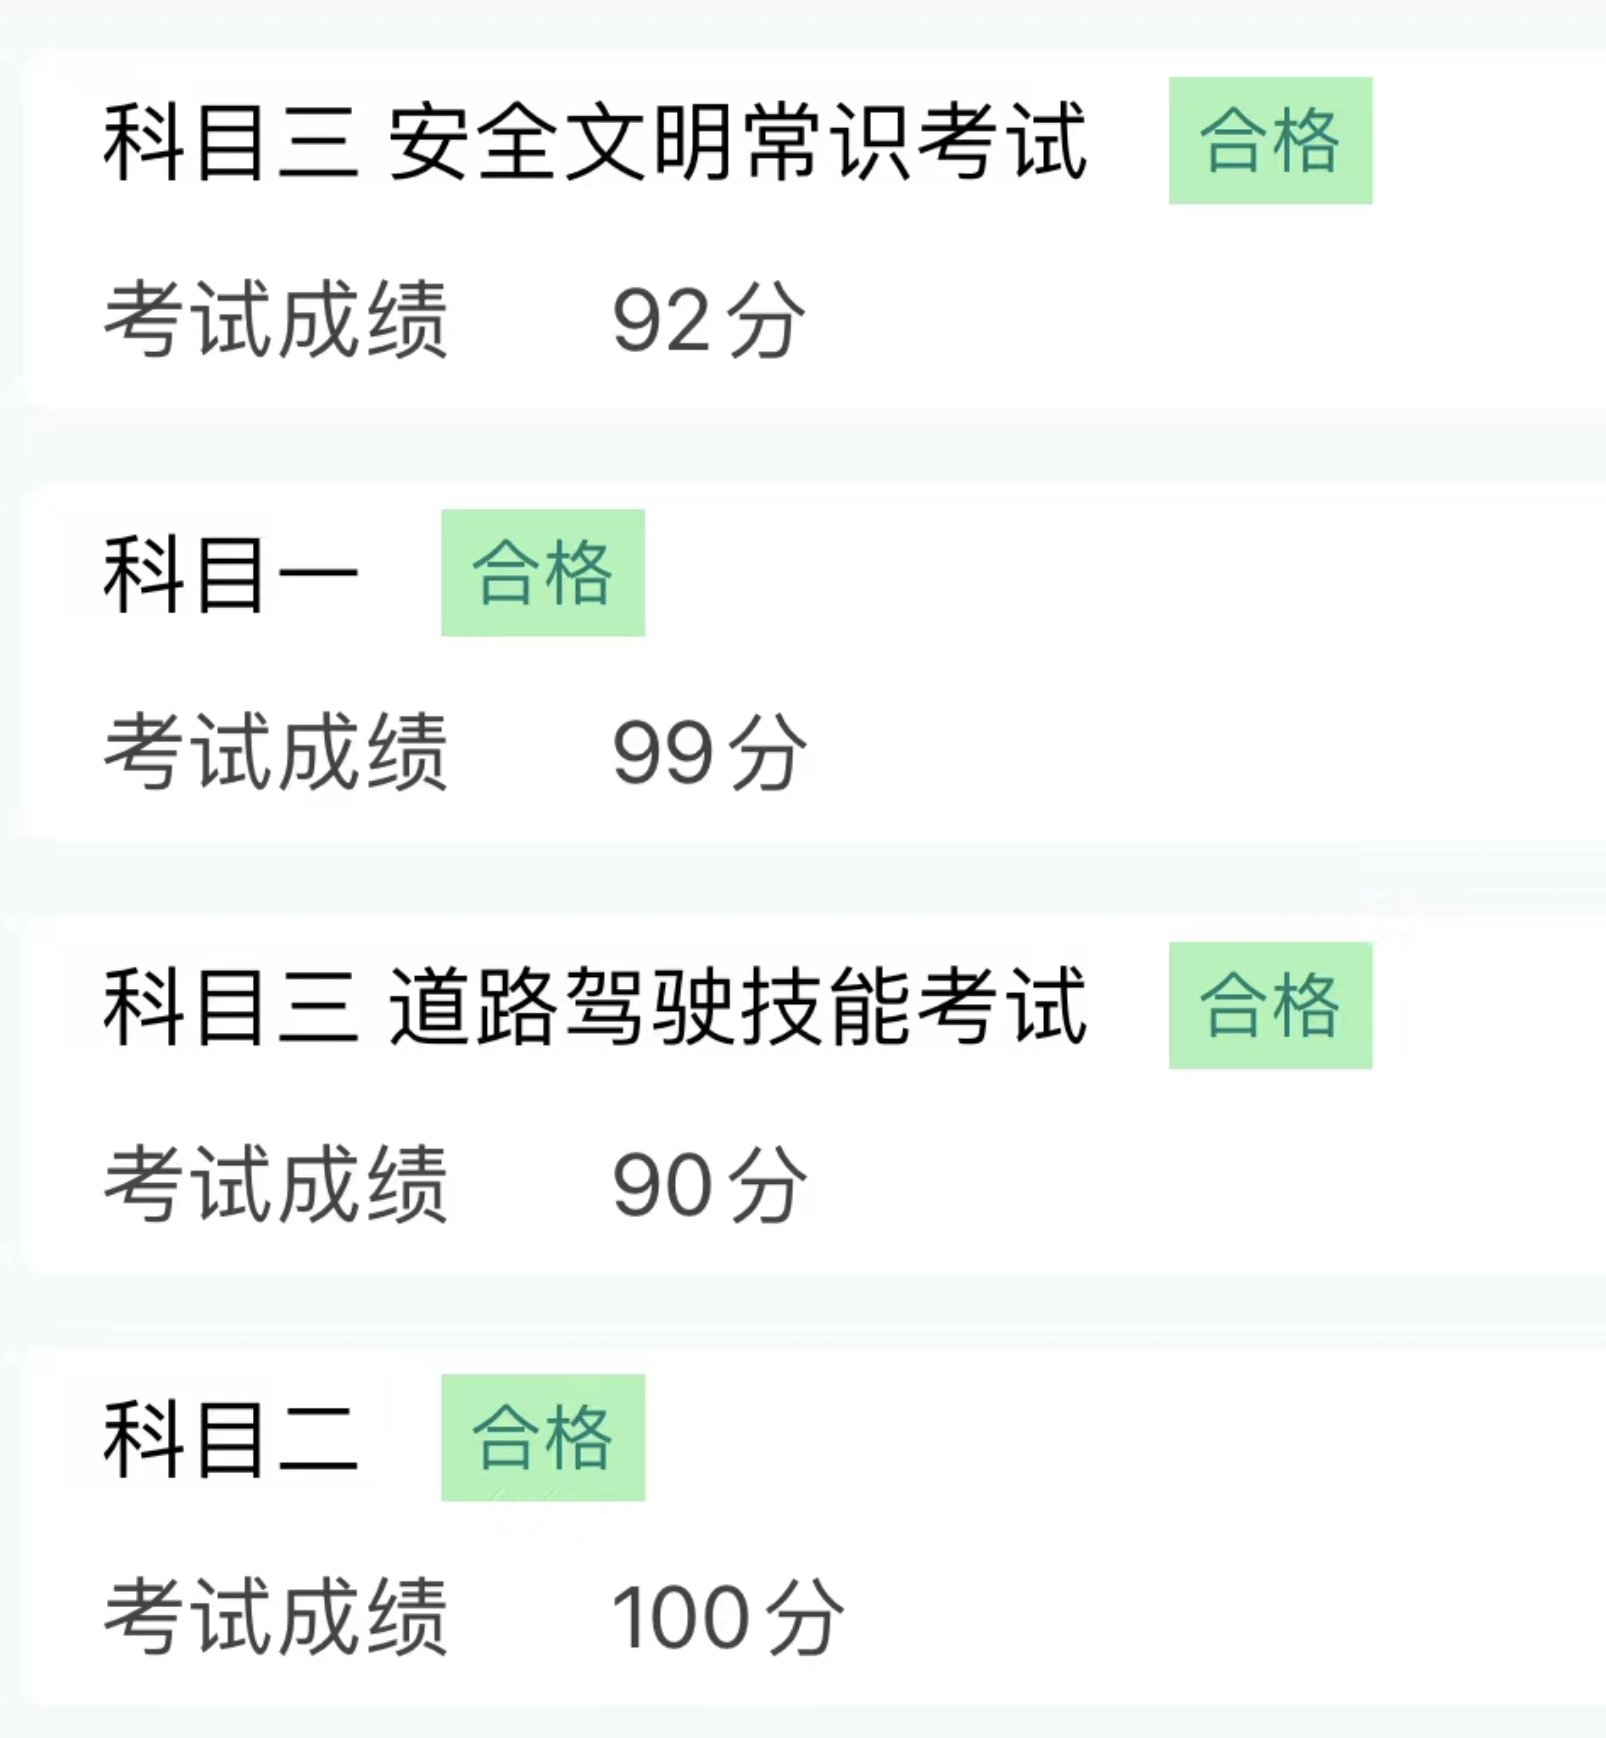 科目三 安全文明常识考试 合格
考试成绩 92分
科目一 合格
考试成绩 99分
科目三 道路驾驶技能考试 合格
考试成绩 90分
科目二 合格
考试成绩 100分